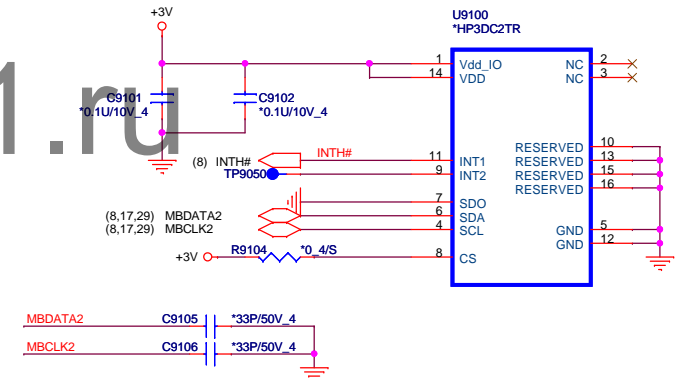 +3V
U9100
*HP3DC2TR
1.ru
C9101
*0.1U/10V_4
C9102
*0.1U/10V_4
1 Vdd_IO
14 VDD
NC 2
NC 3
RESERVED 10
RESERVED 13
RESERVED 15
RESERVED 16
(8) INTH# INTH# 11 INT1
TP9050 9 INT2
7 SDO
(8,17,29) MBDATA2 6 SDA
(8,17,29) MBCLK2 4 SCL
GND 5
GND 12
+3V R9104 *0_4/S 8 CS
MBDATA2 C9105 *33P/50V_4
MBCLK2 C9106 *33P/50V_4